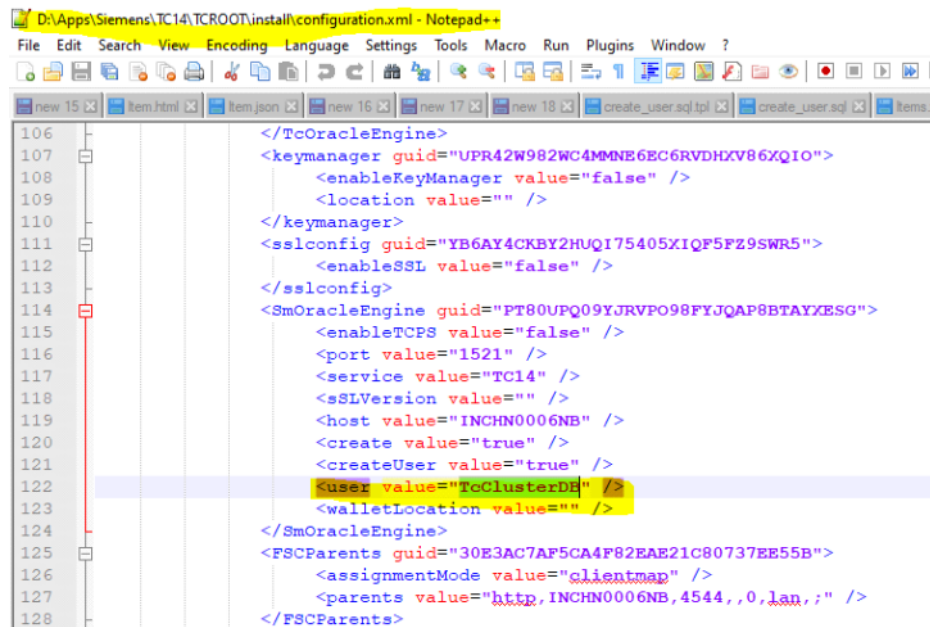 D:\Apps\Siemens\TC14\TCROOT\install\configuration.xml - Notepad++
File Edit Search View Encoding Language Settings Tools Macro Run Plugins Window ?
new 15 Item.html Item.json new 16 new 17 new 18 create_user.sql.tpl create_user.sql Items.
106 </TcOracleEngine>
107 <keymanager guid="UPR42W982WC4MMNE6EC6RVDHXV86XQIO">
108 <enableKeyManager value="false" />
109 <location value="" />
110 </keymanager>
111 <sslconfig guid="YB6AY4CKBY2HUQI75405XIQF5FZ9SWR5">
112 <enableSSL value="false" />
113 </sslconfig>
114 <SmOracleEngine guid="PT80UPQ09YJRVPO98FYJQAP8BTAYXESG">
115 <enableTCPS value="false" />
116 <port value="1521" />
117 <service value="TC14" />
118 <sSLVersion value="" />
119 <host value="INCHN0006NB" />
120 <create value="true" />
121 <createUser value="true" />
122 <user value="TcClusterDB" />
123 <walletLocation value="" />
124 </SmOracleEngine>
125 <FSCParents guid="30E3AC7AF5CA4F82EAE21C80737EE55B">
126 <assignmentMode value="clientmap" />
127 <parents value="http,INCHN0006NB,4544,,0,lan,;" />
128 </FSCParents>